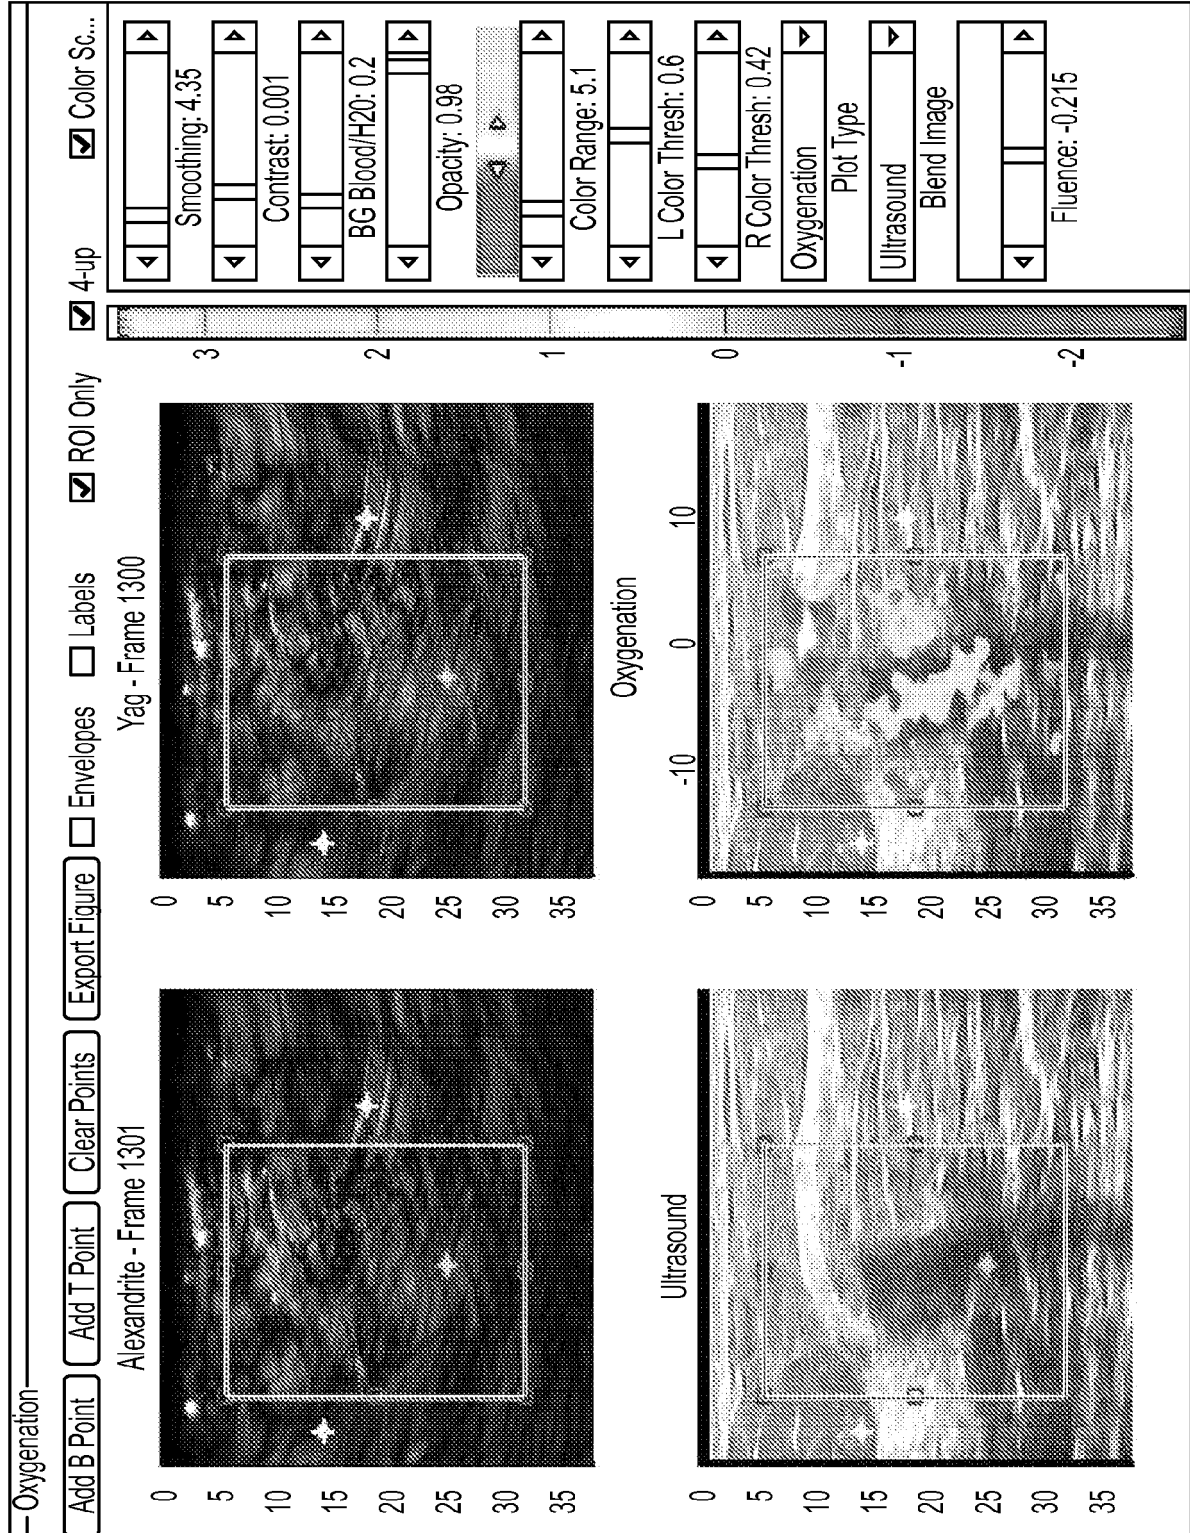 Oxygenation
Add B Point Add T Point Clear Points Export Figure Envelopes Labels ROI Only 4-up Color Sc...
Alexandrite - Frame 1301
0
5
10
15
20
25
30
35
Yag - Frame 1300
0
5
10
15
20
25
30
35
Ultrasound
0
5
10
15
20
25
30
35
Oxygenation
-10 0 10
0
5
10
15
20
25
30
35
3
2
1
0
-1
-2
Smoothing: 4.35
Contrast: 0.001
BG Blood/H20: 0.2
Opacity: 0.98
Color Range: 5.1
L Color Thresh: 0.6
R Color Thresh: 0.42
Oxygenation
Plot Type
Ultrasound
Blend Image
Fluence: -0.215